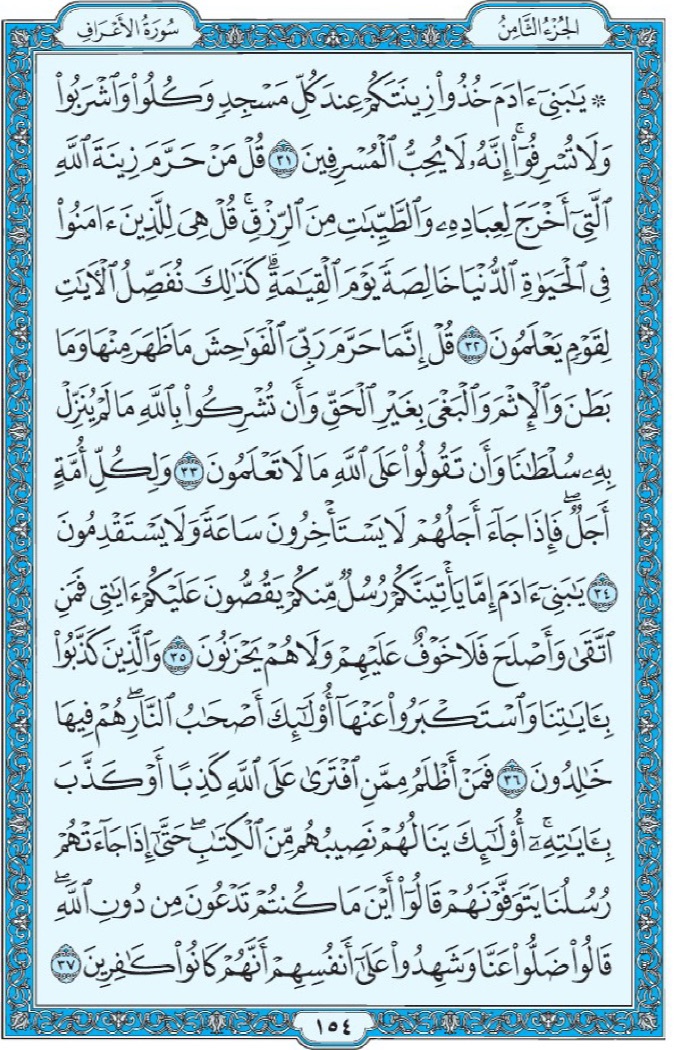 الجُزْءُ الثَّامِنُ
سُورَةُ الأَعْرَافِ
۞ يَٰبَنِيٓ ءَادَمَ خُذُواْ زِينَتَكُمْ عِندَ كُلِّ مَسْجِدٖ وَكُلُواْ وَٱشْرَبُواْ
وَلَا تُسْرِفُوٓاْۚ إِنَّهُۥ لَا يُحِبُّ ٱلْمُسْرِفِينَ ٣١ قُلْ مَنْ حَرَّمَ زِينَةَ ٱللَّهِ
ٱلَّتِيٓ أَخْرَجَ لِعِبَادِهِۦ وَٱلطَّيِّبَٰتِ مِنَ ٱلرِّزْقِۚ قُلْ هِيَ لِلَّذِينَ ءَامَنُواْ
فِي ٱلْحَيَوٰةِ ٱلدُّنْيَا خَالِصَةٗ يَوْمَ ٱلْقِيَٰمَةِۗ كَذَٰلِكَ نُفَصِّلُ ٱلْأٓيَٰتِ
لِقَوْمٖ يَعْلَمُونَ ٣٢ قُلْ إِنَّمَا حَرَّمَ رَبِّيَ ٱلْفَوَٰحِشَ مَا ظَهَرَ مِنْهَا وَمَا
بَطَنَ وَٱلْإِثْمَ وَٱلْبَغْيَ بِغَيْرِ ٱلْحَقِّ وَأَن تُشْرِكُواْ بِٱللَّهِ مَا لَمْ يُنَزِّلْ
بِهِۦ سُلْطَٰنٗا وَأَن تَقُولُواْ عَلَى ٱللَّهِ مَا لَا تَعْلَمُونَ ٣٣ وَلِكُلِّ أُمَّةٍ
أَجَلٞۖ فَإِذَا جَآءَ أَجَلُهُمْ لَا يَسْتَأْخِرُونَ سَاعَةٗ وَلَا يَسْتَقْدِمُونَ
٣٤ يَٰبَنِيٓ ءَادَمَ إِمَّا يَأْتِيَنَّكُمْ رُسُلٞ مِّنكُمْ يَقُصُّونَ عَلَيْكُمْ ءَايَٰتِي فَمَنِ
ٱتَّقَىٰ وَأَصْلَحَ فَلَا خَوْفٌ عَلَيْهِمْ وَلَا هُمْ يَحْزَنُونَ ٣٥ وَٱلَّذِينَ كَذَّبُواْ
بِـَٔايَٰتِنَا وَٱسْتَكْبَرُواْ عَنْهَآ أُوْلَٰٓئِكَ أَصْحَٰبُ ٱلنَّارِۖ هُمْ فِيهَا
خَٰلِدُونَ ٣٦ فَمَنْ أَظْلَمُ مِمَّنِ ٱفْتَرَىٰ عَلَى ٱللَّهِ كَذِبًا أَوْ كَذَّبَ
بِـَٔايَٰتِهِۦٓۚ أُوْلَٰٓئِكَ يَنَالُهُمْ نَصِيبُهُم مِّنَ ٱلْكِتَٰبِۖ حَتَّىٰٓ إِذَا جَآءَتْهُمْ
رُسُلُنَا يَتَوَفَّوْنَهُمْ قَالُوٓاْ أَيْنَ مَا كُنتُمْ تَدْعُونَ مِن دُونِ ٱللَّهِۖ
قَالُواْ ضَلُّواْ عَنَّا وَشَهِدُواْ عَلَىٰٓ أَنفُسِهِمْ أَنَّهُمْ كَانُواْ كَٰفِرِينَ ٣٧
١٥٤